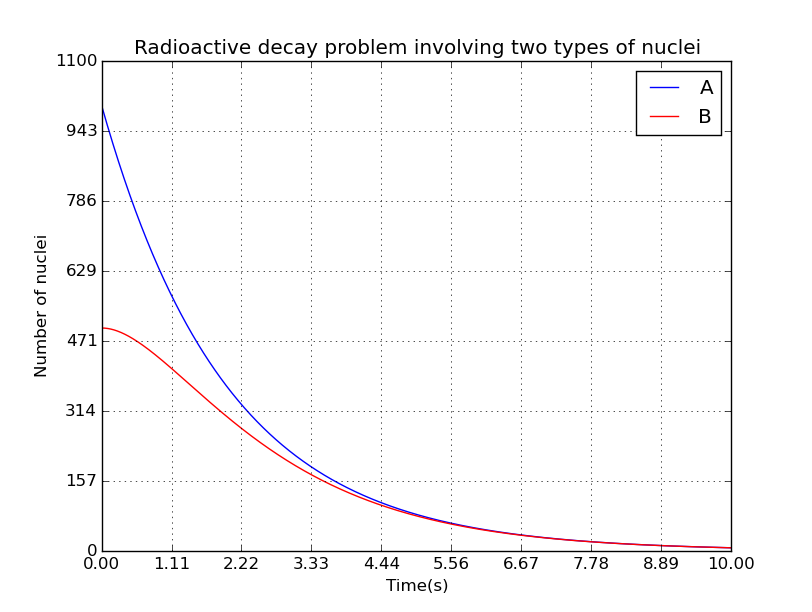 Radioactive decay problem involving two types of nuclei
1100
943
786
629
471
314
157
0
A
B
Number of nuclei
0.00 1.11 2.22 3.33 4.44 5.56 6.67 7.78 8.89 10.00
Time(s)